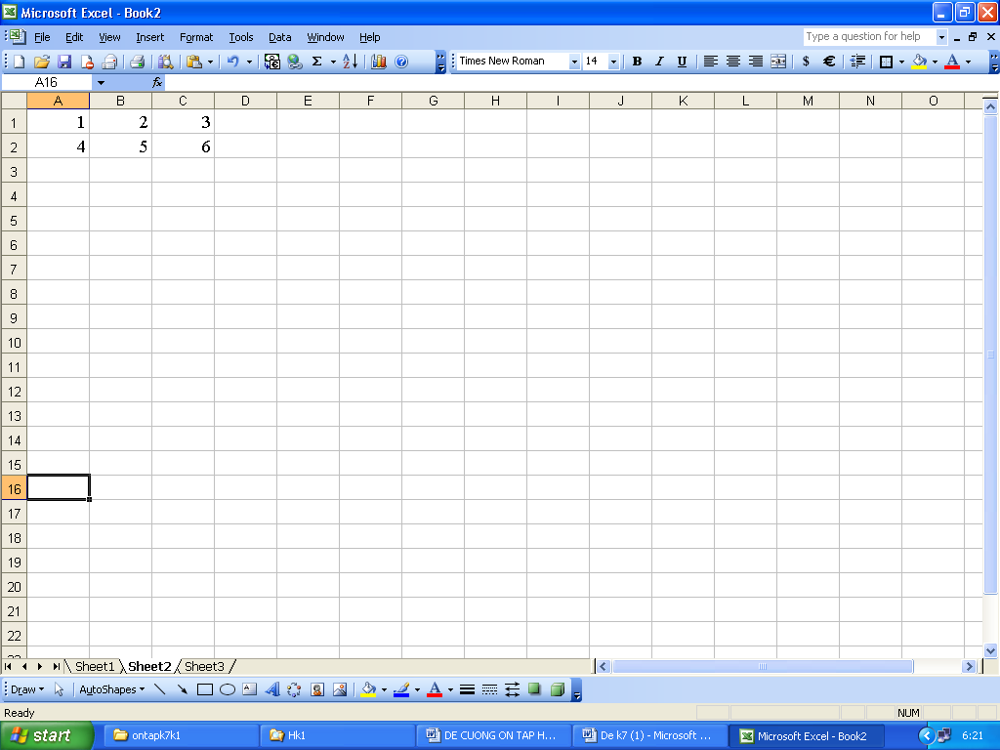 Microsoft Excel - Book2
File Edit View Insert Format Tools Data Window Help Type a question for help
Times New Roman 14 B I U $ €
A16 fx
A B C D E F G H I J K L M N O
1 1 2 3
2 4 5 6
3
4
5
6
7
8
9
10
11
12
13
14
15
16
17
18
19
20
21
22
23
Sheet1 Sheet2 Sheet3
Draw AutoShapes
Ready NUM
start ontapk7k1 Hk1 DE CUONG ON TAP H... De k7 (1) - Microsoft ... Microsoft Excel - Book2 6:21